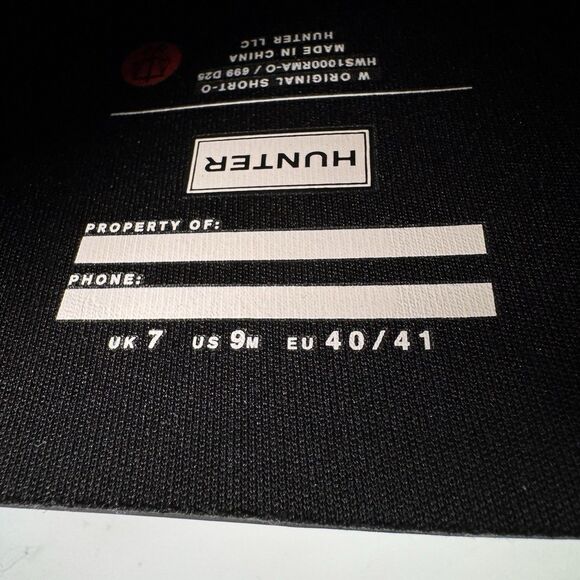 HUNTER LLC
MADE IN CHINA
HWS1000RMA-O / 699 D25
W ORIGINAL SHORT-O
HUNTER
PROPERTY OF:
PHONE:
UK 7 US 9M EU 40/41